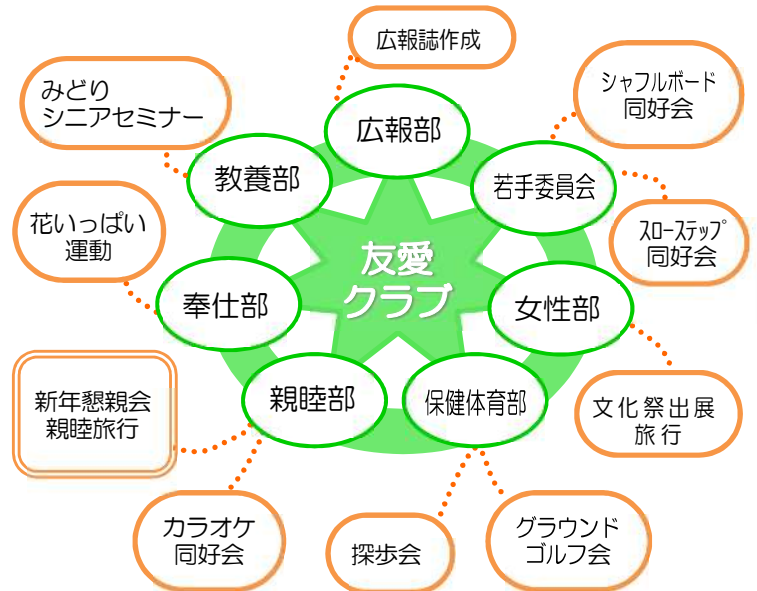 広報誌作成
みどり
シニアセミナー
シャフルボード
同好会
広報部
教養部
若手委員会
花いっぱい
運動
スローステップ
同好会
友愛
クラブ
奉仕部
女性部
新年懇親会
親睦旅行
親睦部
保健体育部
文化祭出展
旅行
カラオケ
同好会
探歩会
グラウンド
ゴルフ会